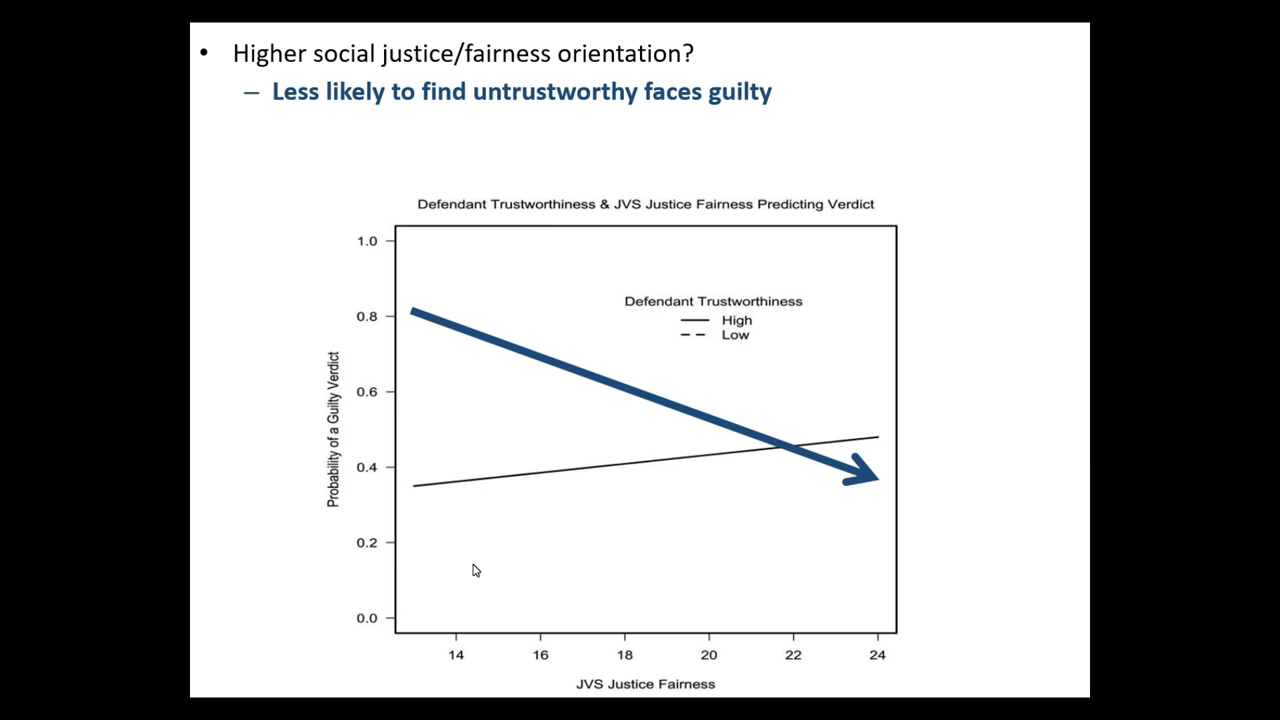 • Higher social justice/fairness orientation?
– Less likely to find untrustworthy faces guilty
Defendant Trustworthiness & JVS Justice Fairness Predicting Verdict
1.0
0.8
0.6
0.4
0.2
0.0
Probability of a Guilty Verdict
Defendant Trustworthiness
High
Low
14 16 18 20 22 24
JVS Justice Fairness